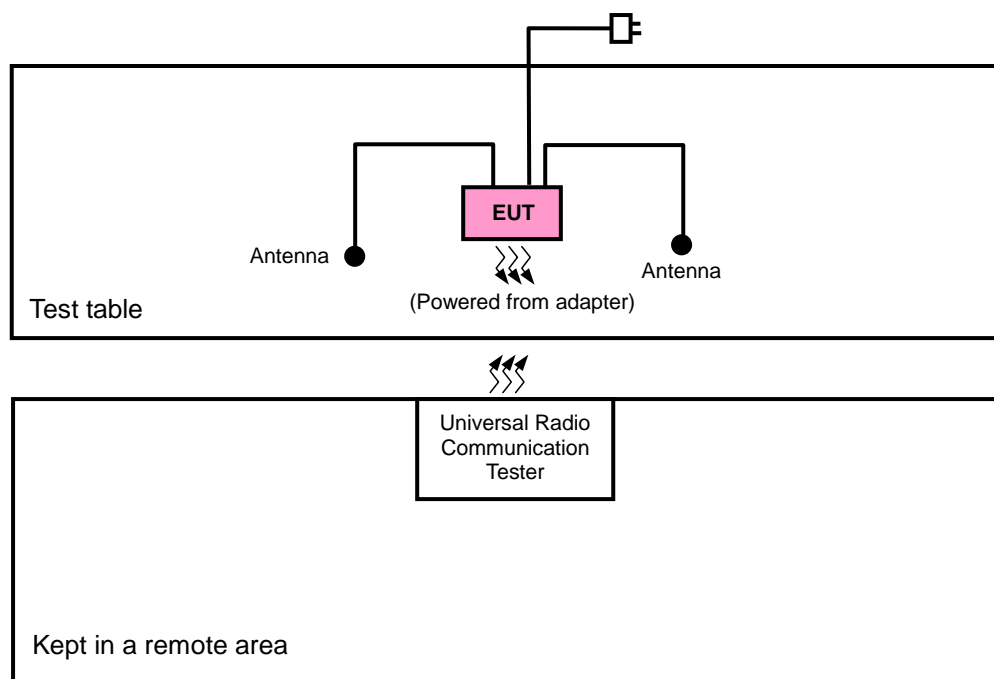 EUT
Antenna
Antenna
(Powered from adapter)
Test table
Universal Radio
Communication
Tester
Kept in a remote area